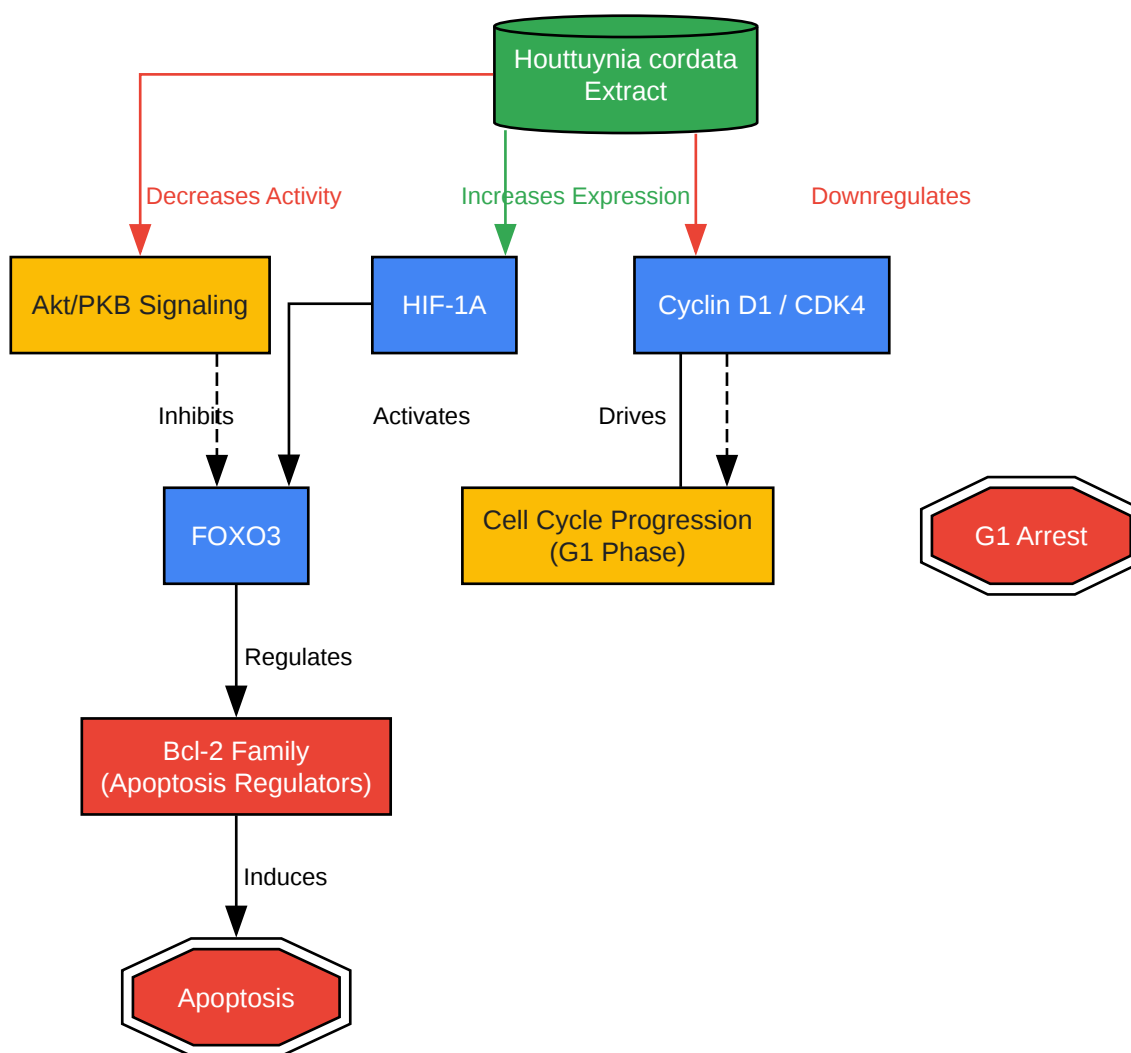 Houttuynia cordata
Extract
Decreases Activity
Increases Expression
Downregulates
Akt/PKB Signaling
HIF-1A
Cyclin D1 / CDK4
Inhibits
Activates
Drives
FOXO3
Cell Cycle Progression
(G1 Phase)
G1 Arrest
Regulates
Bcl-2 Family
(Apoptosis Regulators)
Induces
Apoptosis